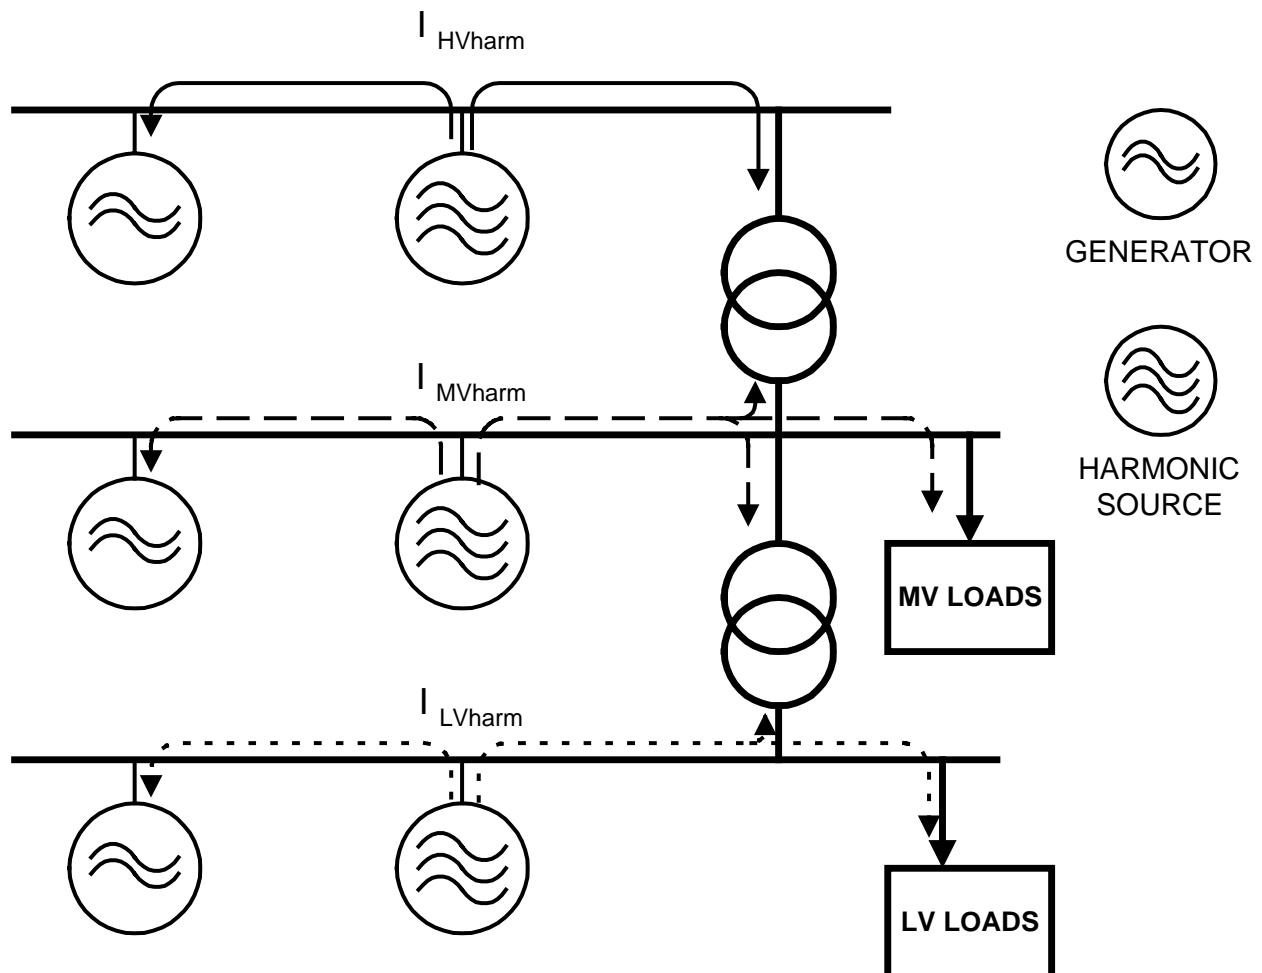 I HVharm
GENERATOR
I MVharm
HARMONIC
SOURCE
MV LOADS
I LVharm
LV LOADS